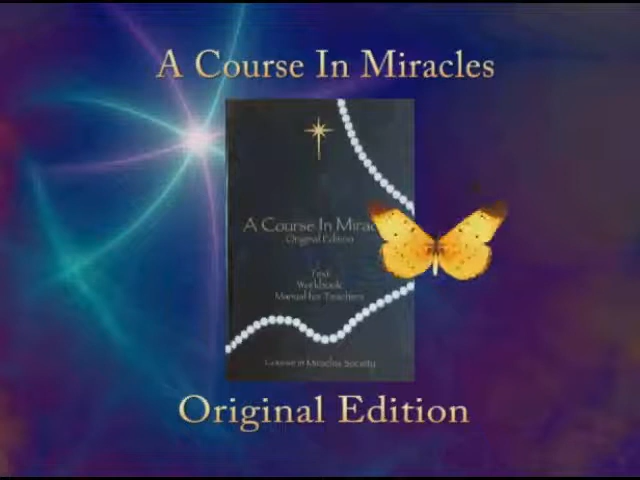 A Course In Miracles
A Course In Mirac
Original Edition
Text
Workbook
Manual for Teachers
Course in Miracles Society
Original Edition